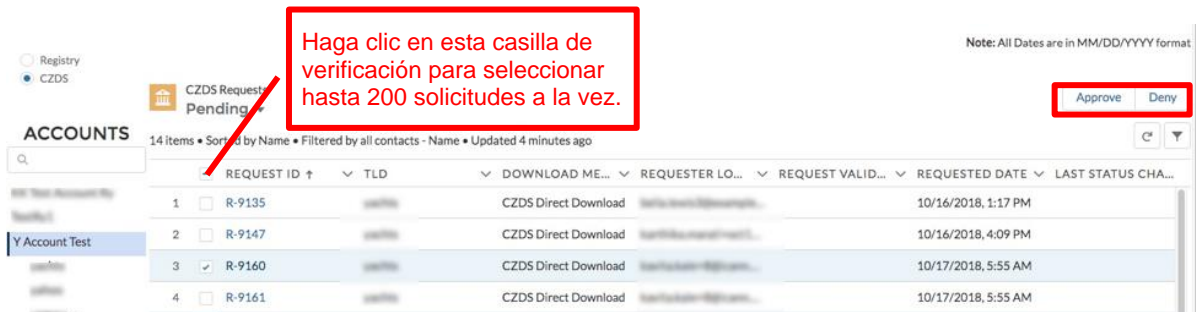 Haga clic en esta casilla de
verificación para seleccionar
hasta 200 solicitudes a la vez.
Note: All Dates are in MM/DD/YYYY format
Registry
CZDS
CZDS Requests
Pending
Approve Deny
ACCOUNTS
14 items • Sorted by Name • Filtered by all contacts - Name • Updated 4 minutes ago
REQUEST ID ↑ TLD DOWNLOAD ME... REQUESTER LO... REQUEST VALID... REQUESTED DATE LAST STATUS CHA...
1 R-9135 CZDS Direct Download 10/16/2018, 1:17 PM
2 R-9147 CZDS Direct Download 10/16/2018, 4:09 PM
Y Account Test
3 R-9160 CZDS Direct Download 10/17/2018, 5:55 AM
4 R-9161 CZDS Direct Download 10/17/2018, 5:55 AM